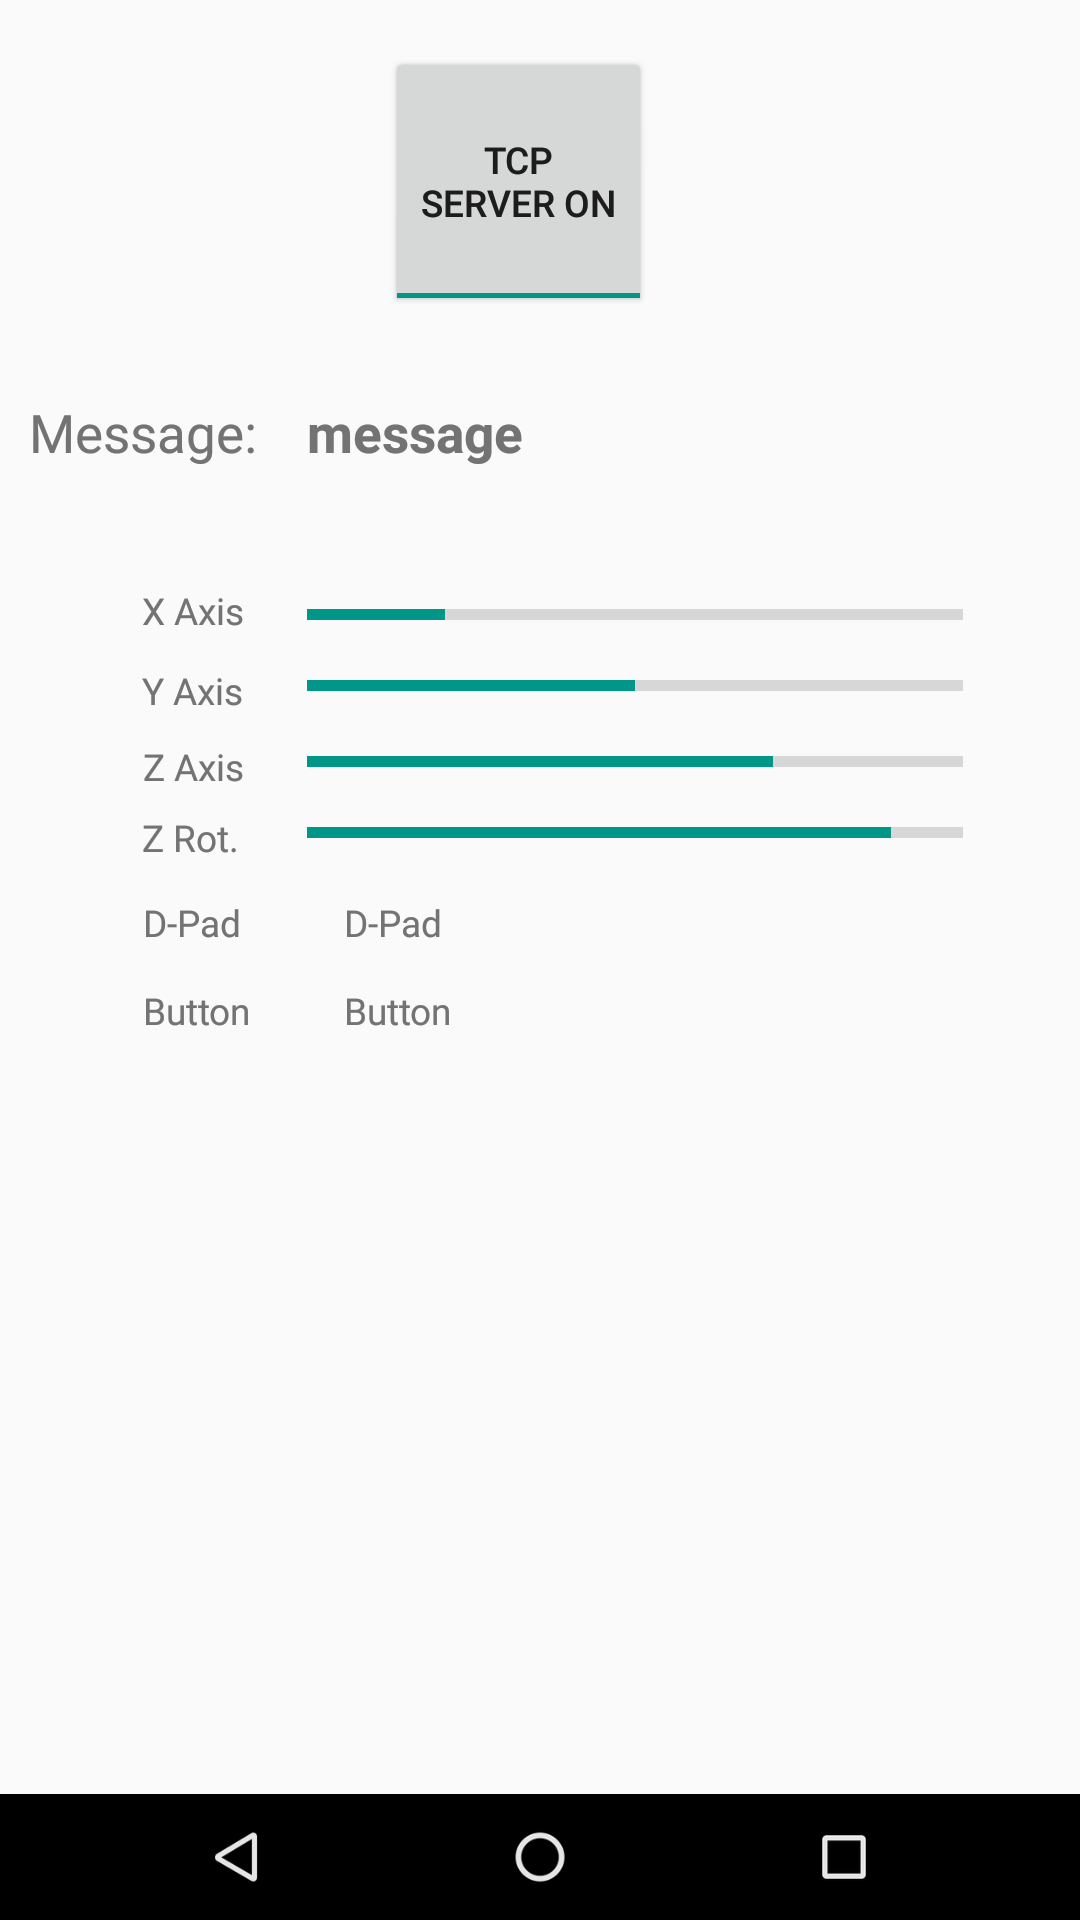 TCP
SERVER ON
Message: message
X Axis
Y Axis
Z Axis
Z Rot.
D-Pad D-Pad
Button Button